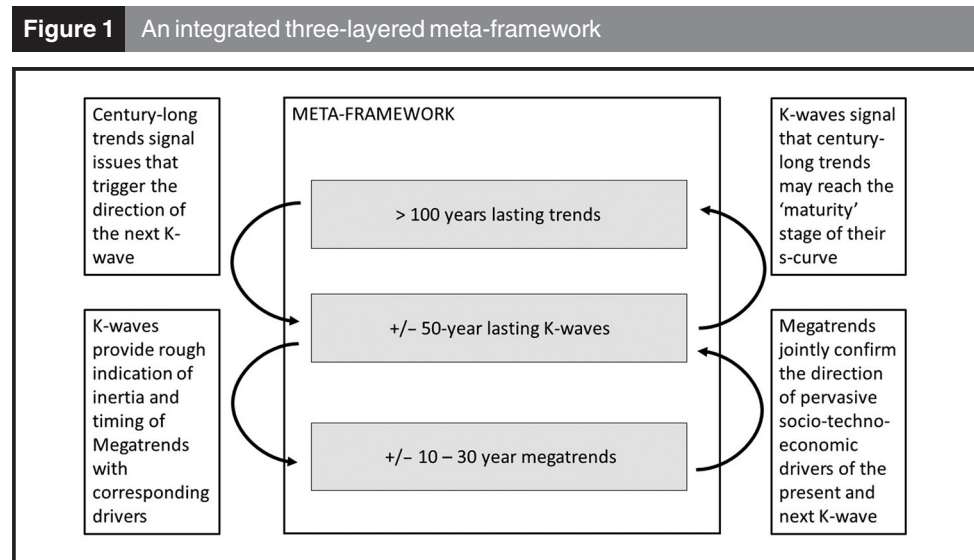 Figure 1 An integrated three-layered meta-framework
Century-long
trends signal
issues that
trigger the
direction of
the next K-
wave
K-waves
provide rough
indication of
inertia and
timing of
Megatrends
with
corresponding
drivers
META-FRAMEWORK
> 100 years lasting trends
+/– 50-year lasting K-waves
+/– 10 – 30 year megatrends
K-waves signal
that century-
long trends
may reach the
‘maturity’
stage of their
s-curve
Megatrends
jointly confirm
the direction
of pervasive
socio-techno-
economic
drivers of the
present and
next K-wave